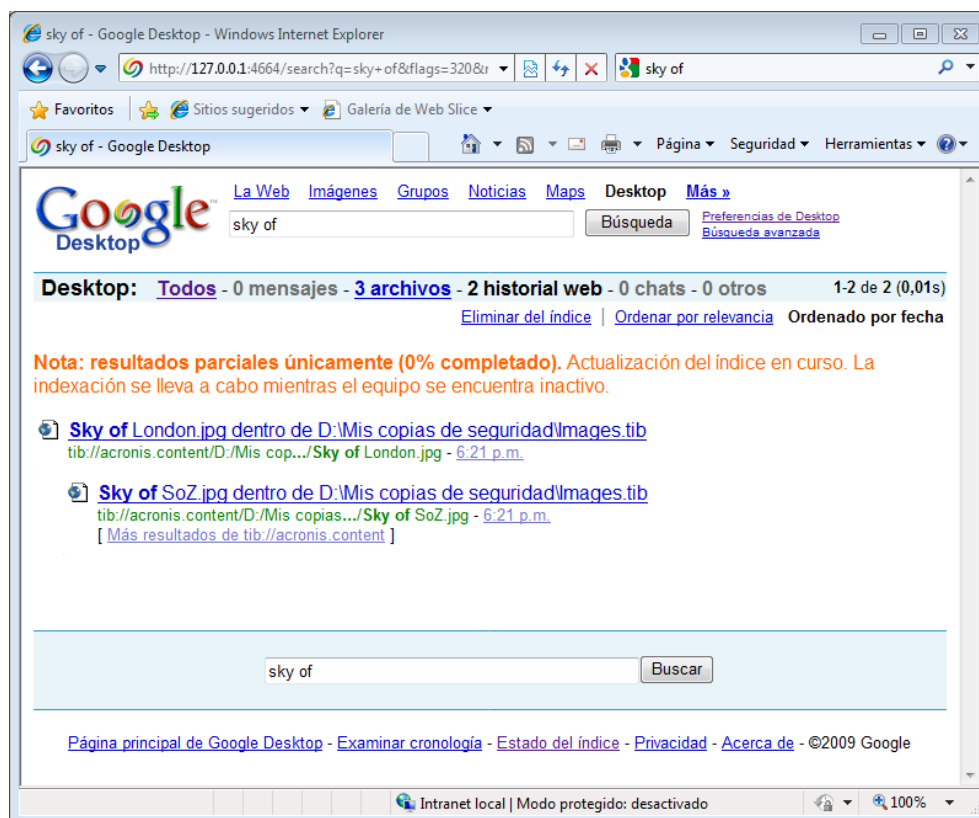 sky of - Google Desktop - Windows Internet Explorer
http://127.0.0.1:4664/search?q=sky+of&flags=320&r
sky of
Favoritos Sitios sugeridos Galería de Web Slice
sky of - Google Desktop Página Seguridad Herramientas
Google™ Desktop
La Web Imágenes Grupos Noticias Maps Desktop Más »
sky of Búsqueda Preferencias de Desktop
Búsqueda avanzada
Desktop: Todos - 0 mensajes - 3 archivos - 2 historial web - 0 chats - 0 otros 1-2 de 2 (0,01s)
Eliminar del índice | Ordenar por relevancia Ordenado por fecha
Nota: resultados parciales únicamente (0% completado). Actualización del índice en curso. La
indexación se lleva a cabo mientras el equipo se encuentra inactivo.
Sky of London.jpg dentro de D:\Mis copias de seguridad\Images.tib
tib://acronis.content/D:/Mis cop.../Sky of London.jpg - 6:21 p.m.
Sky of SoZ.jpg dentro de D:\Mis copias de seguridad\Images.tib
tib://acronis.content/D:/Mis copias.../Sky of SoZ.jpg - 6:21 p.m.
[ Más resultados de tib://acronis.content ]
sky of Buscar
Página principal de Google Desktop - Examinar cronología - Estado del índice - Privacidad - Acerca de - ©2009 Google
Intranet local | Modo protegido: desactivado 100%